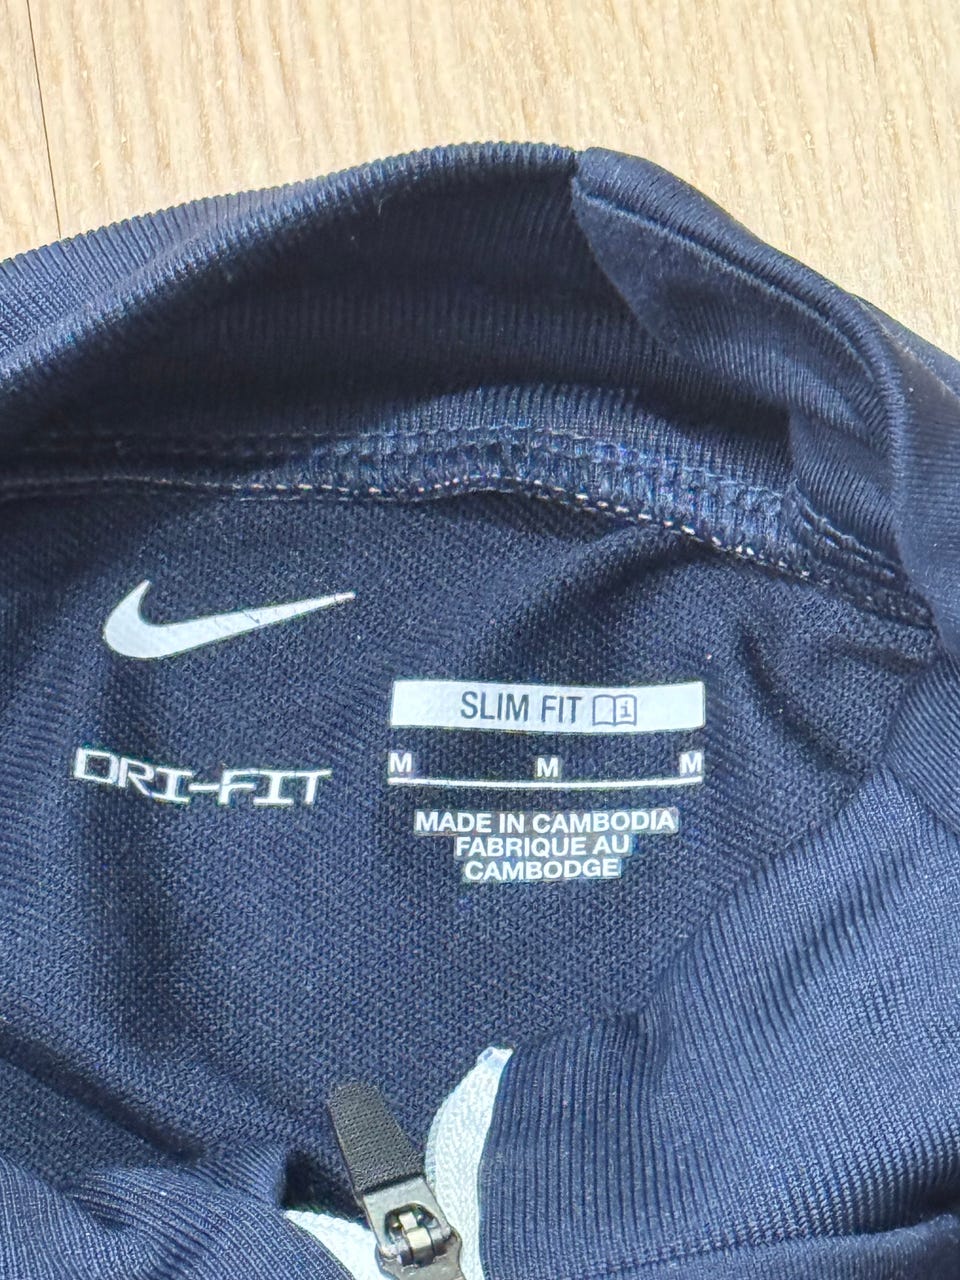 SLIM FIT
DRI-FIT
M M M
MADE IN CAMBODIA
FABRIQUE AU
CAMBODGE